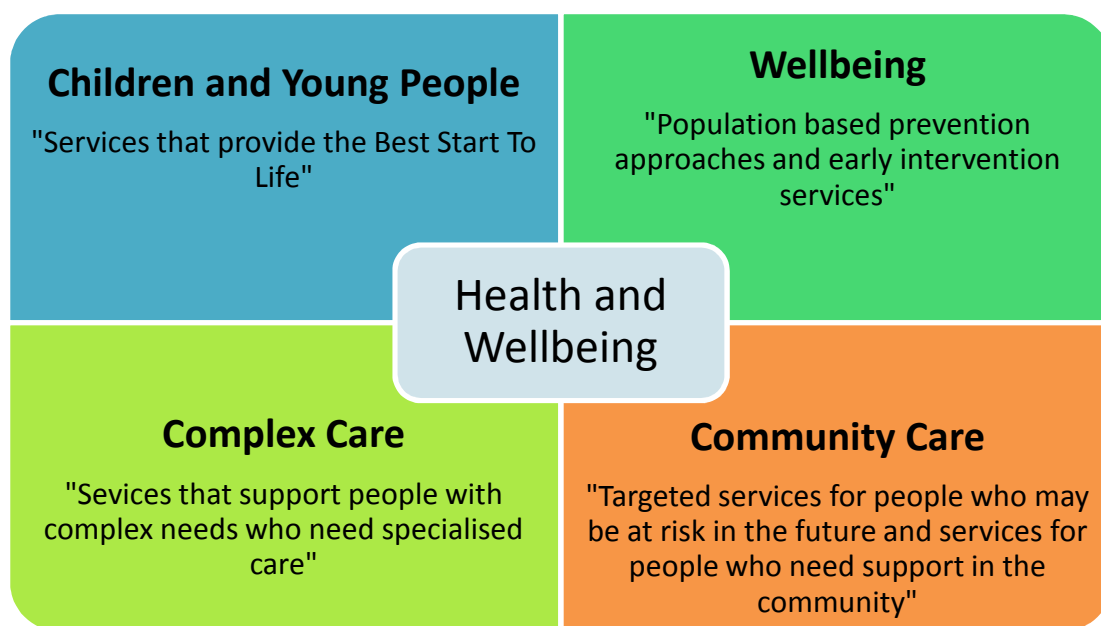 Children and Young People
"Services that provide the Best Start To
Life"
Wellbeing
"Population based prevention
approaches and early intervention
services"
Health and
Wellbeing
Complex Care
"Sevices that support people with
complex needs who need specialised
care"
Community Care
"Targeted services for people who may
be at risk in the future and services for
people who need support in the
community"